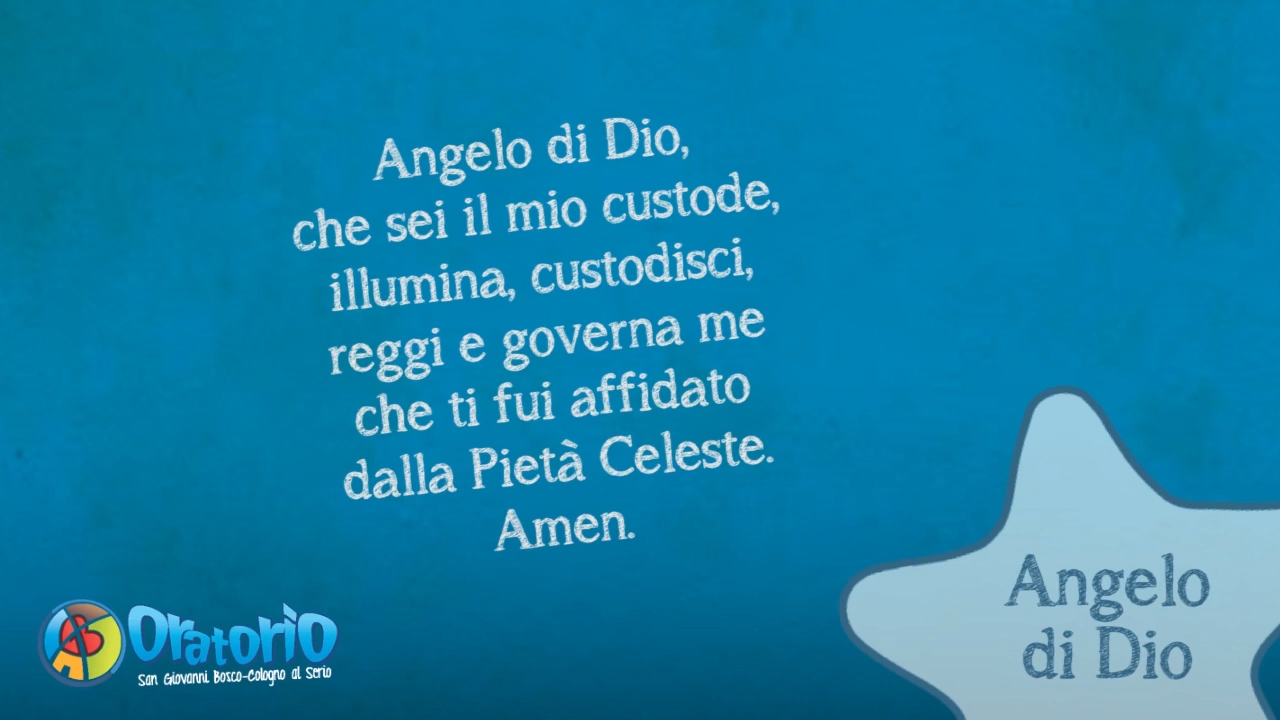 Angelo di Dio,
che sei il mio custode,
illumina, custodisci,
reggi e governa me
che ti fui affidato
dalla Pietà Celeste.
Amen.
Angelo
di Dio
Oratorio
San Giovanni Bosco-Cologno al Serio